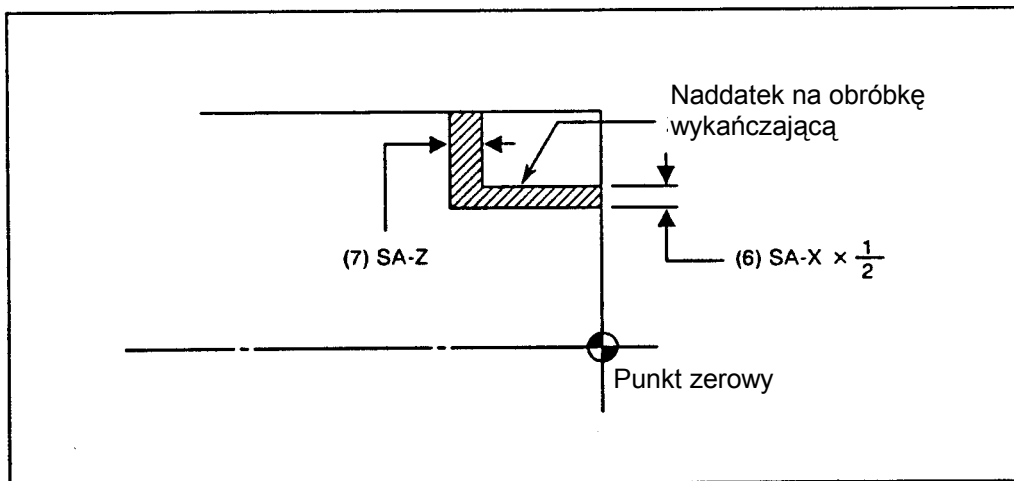 Naddatek na obróbkę
wykańczającą
(7) SA-Z
(6) SA-X × 1/2
Punkt zerowy